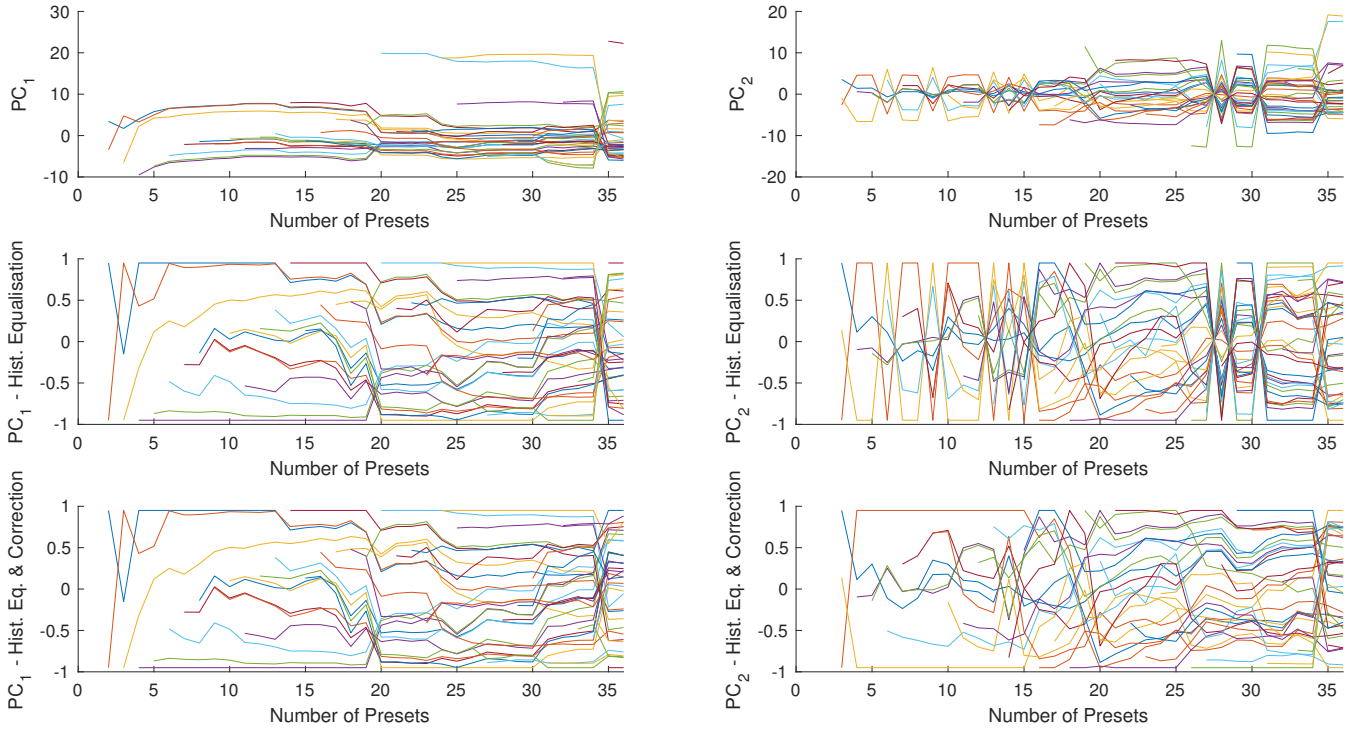 30
20
10
0
-10
PC1
0 5 10 15 20 25 30 35
Number of Presets
20
10
0
-10
-20
PC2
0 5 10 15 20 25 30 35
Number of Presets
1
0.5
0
-0.5
-1
PC1 - Hist. Equalisation
0 5 10 15 20 25 30 35
Number of Presets
1
0.5
0
-0.5
-1
PC2 - Hist. Equalisation
0 5 10 15 20 25 30 35
Number of Presets
1
0.5
0
-0.5
-1
PC1 - Hist. Eq. & Correction
0 5 10 15 20 25 30 35
Number of Presets
1
0.5
0
-0.5
-1
PC2 - Hist. Eq. & Correction
0 5 10 15 20 25 30 35
Number of Presets